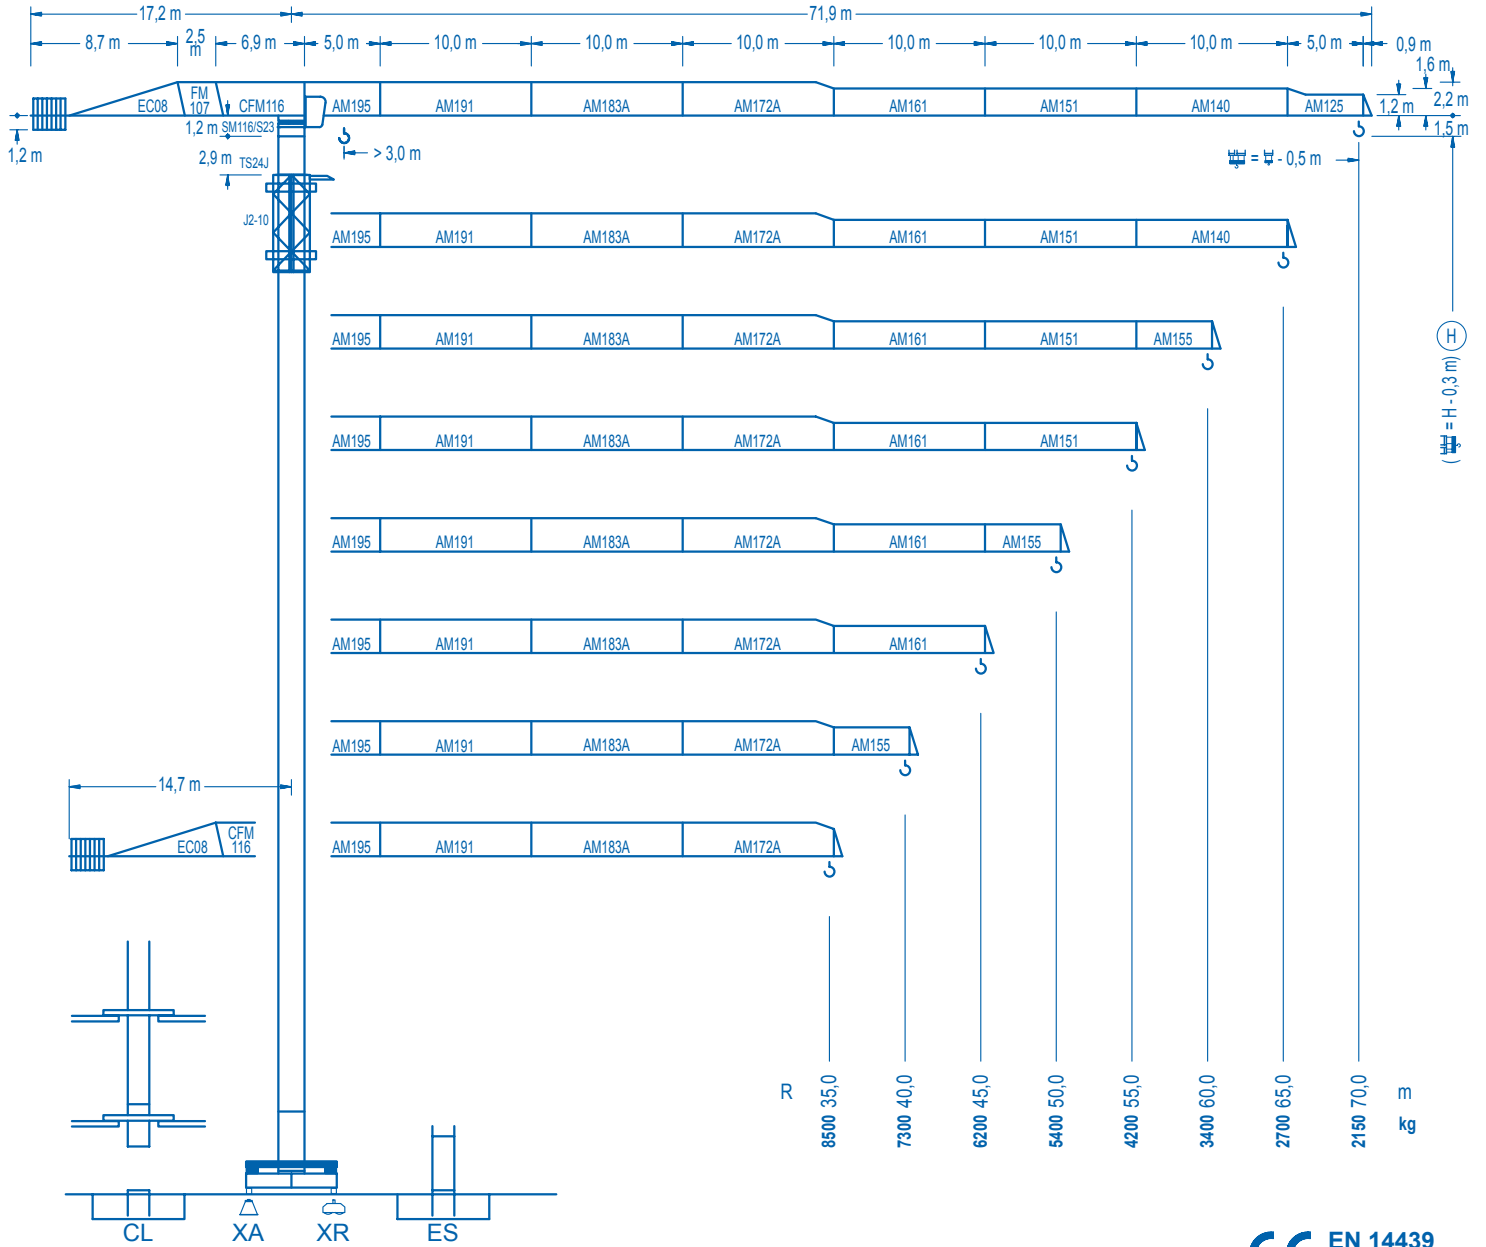 17,2 m 71,9 m
8,7 m 2,5 m 6,9 m 5,0 m 10,0 m 10,0 m 10,0 m 10,0 m 10,0 m 10,0 m 5,0 m 0,9 m
1,6 m
EC08 FM 107 CFM116 AM195 AM191 AM183A AM172A AM161 AM151 AM140 AM125 1,2 m 2,2 m
1,2 m SM116/S23 1,5 m
1,2 m > 3,0 m
2,9 m TS24J = - 0,5 m
J2-10
AM195 AM191 AM183A AM172A AM161 AM151 AM140
AM195 AM191 AM183A AM172A AM161 AM151 AM155
H
( = H - 0,3 m)
AM195 AM191 AM183A AM172A AM161 AM151
AM195 AM191 AM183A AM172A AM161 AM155
AM195 AM191 AM183A AM172A AM161
AM195 AM191 AM183A AM172A AM155
14,7 m
EC08 CFM 116 AM195 AM191 AM183A AM172A
R 35,0 40,0 45,0 50,0 55,0 60,0 65,0 70,0 m
8500 7300 6200 5400 4200 3400 2700 2150 kg
CL XA XR ES
CE EN 14439